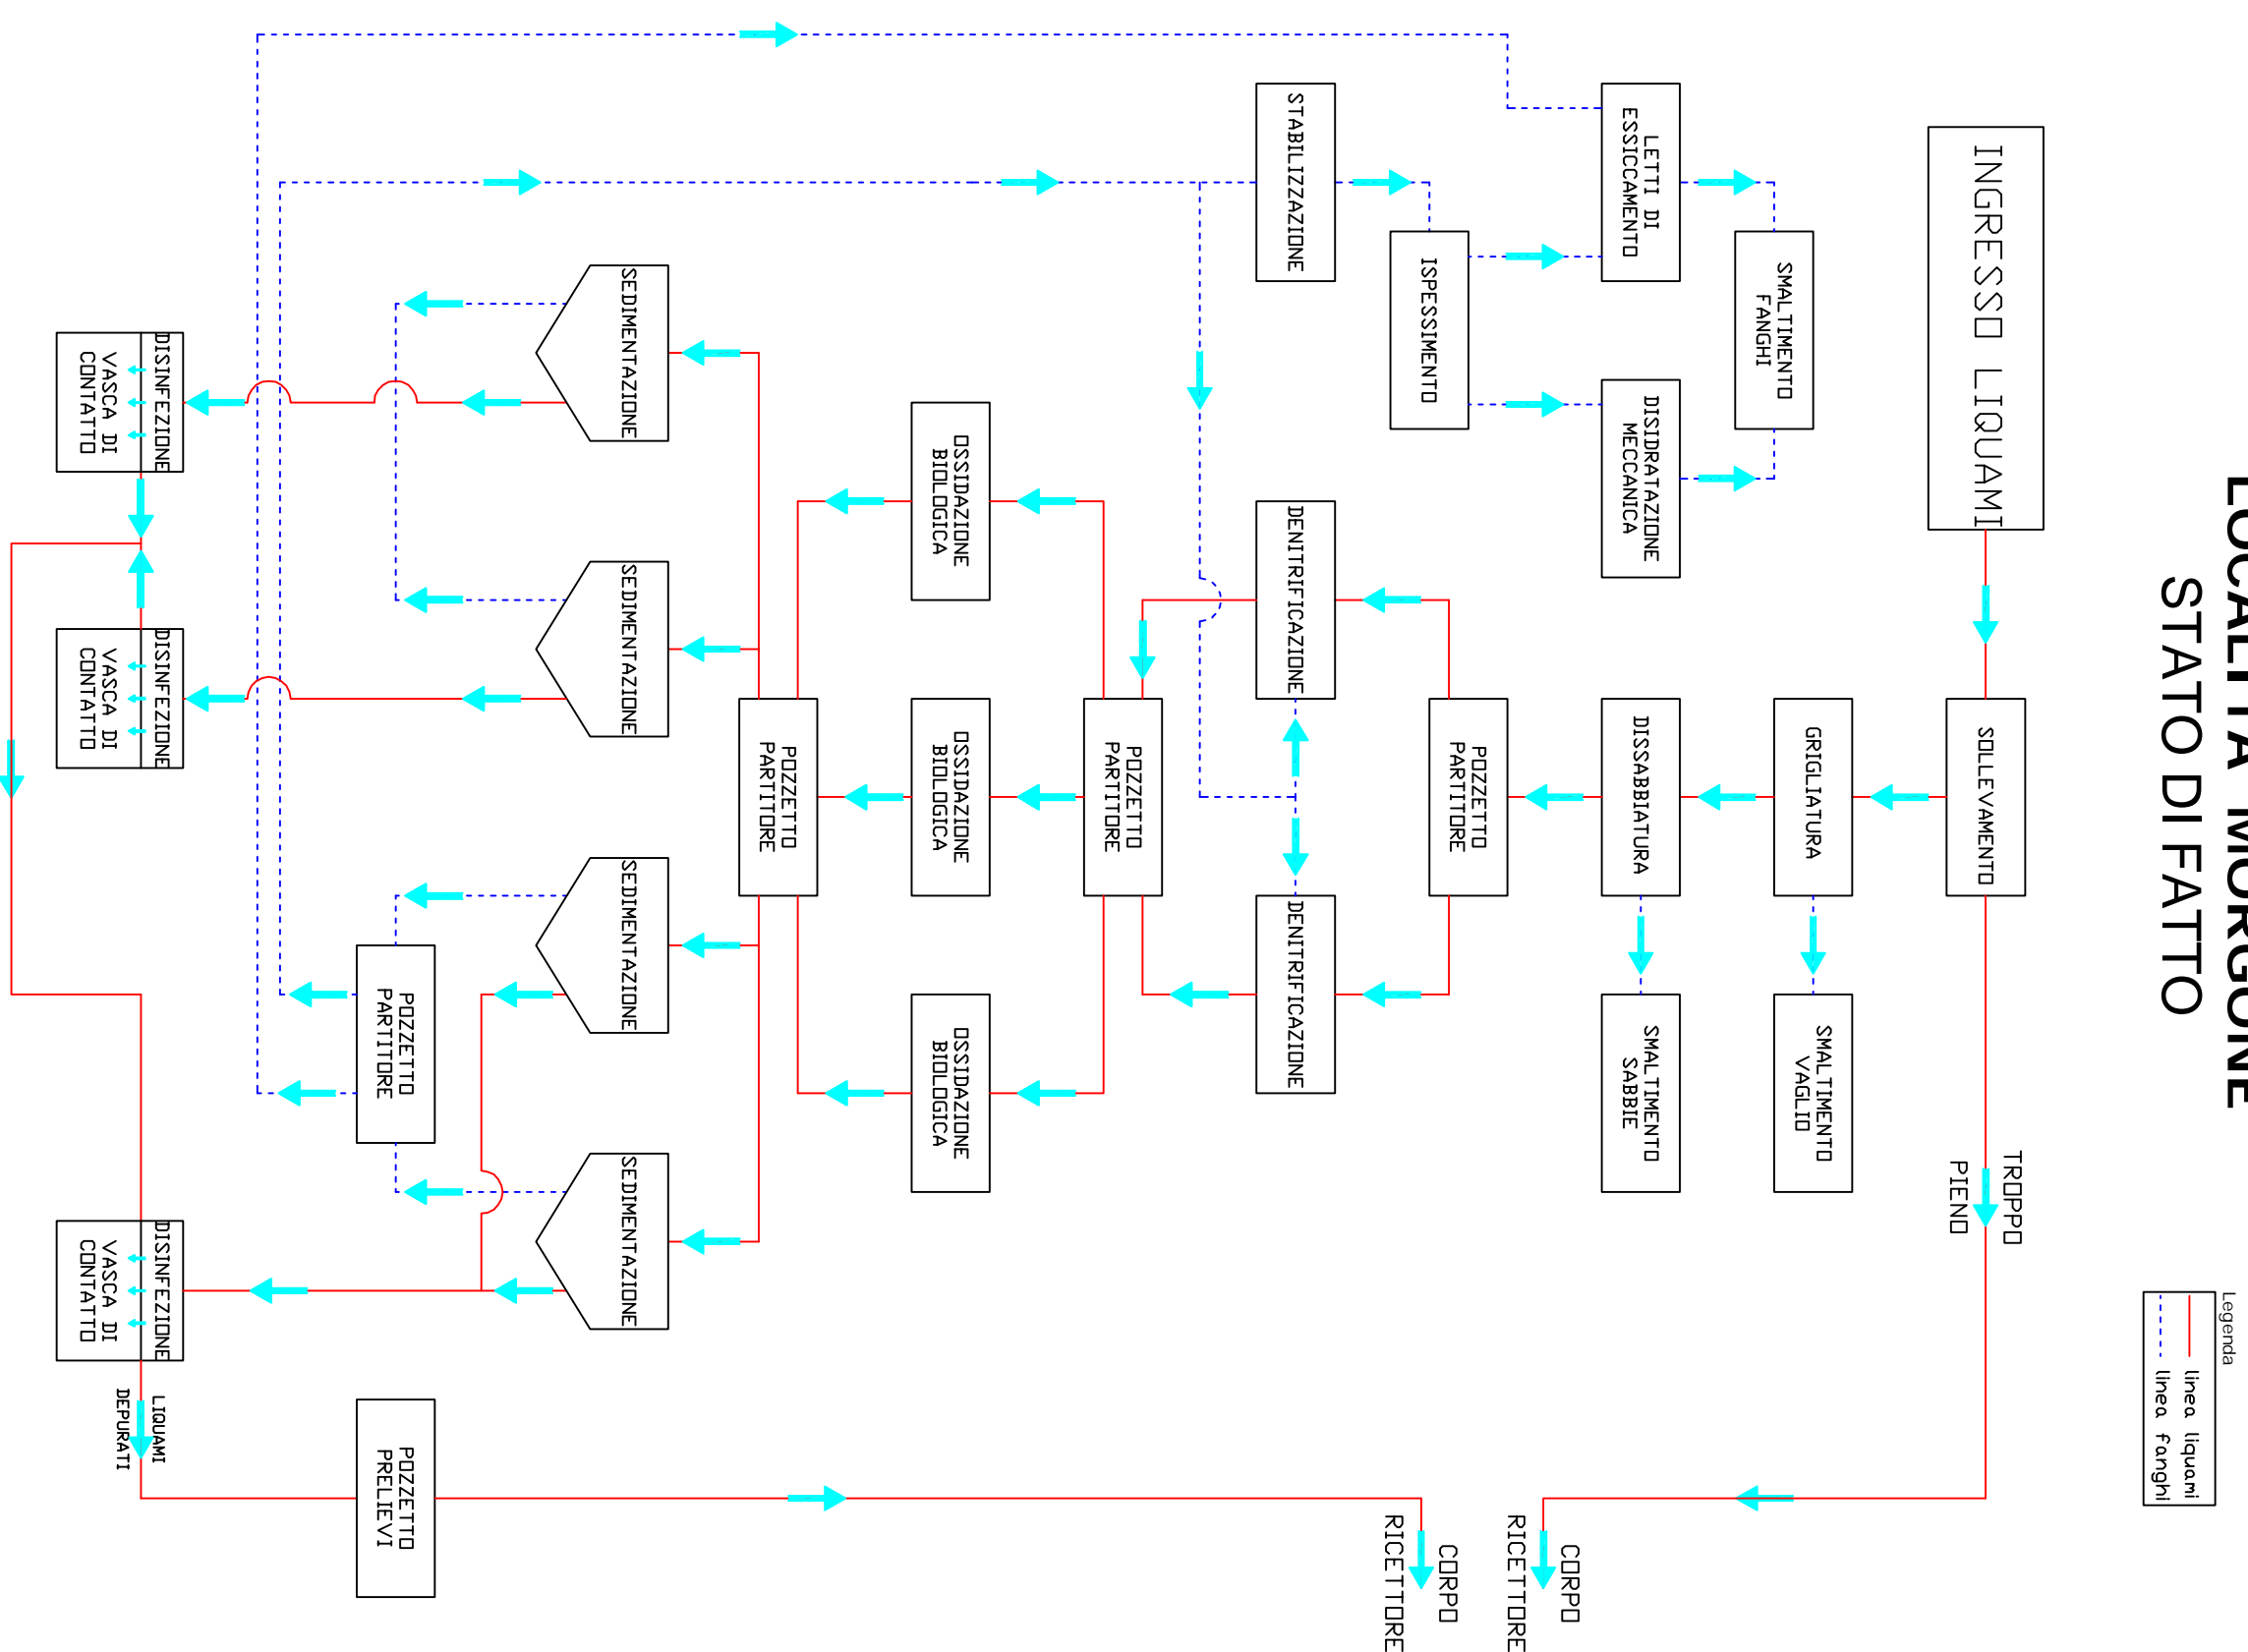 LOCALITA MORGONE
STATO DI FATTO
Legenda
linea liquami
linea fanghi
INGRESSO LIQUAMI
TROPPO
PIENO
SOLLEVAMENTO
SMALTIMENTO
FANGHI
GRIGLIATURA
SMALTIMENTO
VAGLIO
LETTI DI
ESSICCAMENTO
DISIDRATAZIONE
MECCANICA
DISSABBIATURA
SMALTIMENTO
SABBIE
CORPO
RICETTORE
ISPESSIMENTO
POZZETTO
PARTITORE
CORPO
RICETTORE
STABILIZZAZIONE
DENITRIFICAZIONE
DENITRIFICAZIONE
POZZETTO
PARTITORE
OSSIDAZIONE
BIOLOGICA
OSSIDAZIONE
BIOLOGICA
OSSIDAZIONE
BIOLOGICA
POZZETTO
PARTITORE
SEDIMENTAZIONE
SEDIMENTAZIONE
SEDIMENTAZIONE
SEDIMENTAZIONE
POZZETTO
PARTITORE
POZZETTO
PRELIEVI
DISINFEZIONE
VASCA DI
CONTATTO
DISINFEZIONE
VASCA DI
CONTATTO
DISINFEZIONE
VASCA DI
CONTATTO
LIQUAMI
DEPURATI